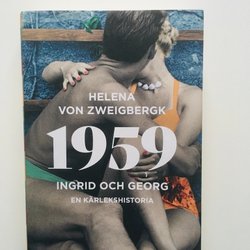 HELENA
VON ZWEIGBERGK
1959
INGRID OCH GEORG
EN KÄRLEKSHISTORIA